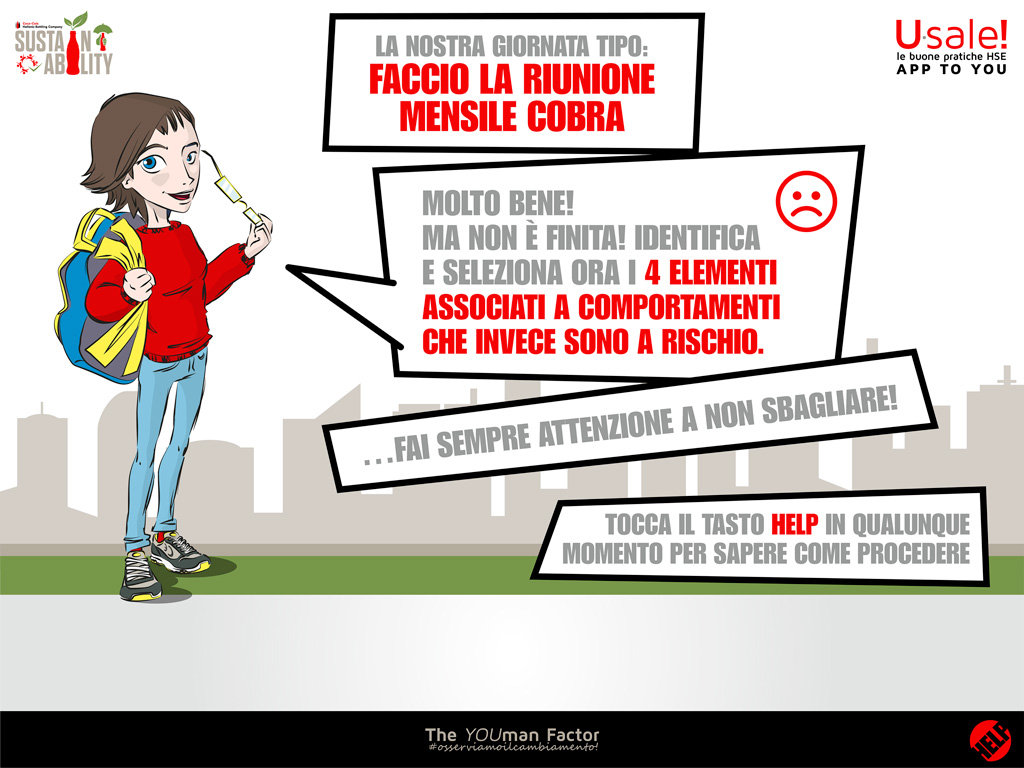 Coca-Cola
Hellenic Bottling Company
SUSTAIN
ABILITY
U·sale!
le buone pratiche HSE
APP TO YOU
LA NOSTRA GIORNATA TIPO:
FACCIO LA RIUNIONE
MENSILE COBRA
MOLTO BENE!
MA NON È FINITA! IDENTIFICA
E SELEZIONA ORA I 4 ELEMENTI
ASSOCIATI A COMPORTAMENTI
CHE INVECE SONO A RISCHIO.
...FAI SEMPRE ATTENZIONE A NON SBAGLIARE!
TOCCA IL TASTO HELP IN QUALUNQUE
MOMENTO PER SAPERE COME PROCEDERE
The YOUman Factor
#osserviamoilcambiamento!
HELP